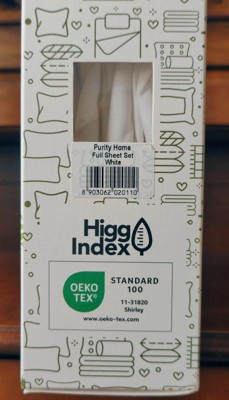 Purity Home
Full Sheet Set
White
8 903062 020110
Higg
Index
OEKO
TEX®
STANDARD
100
11-31820
Shirley
www.oeko-tex.com